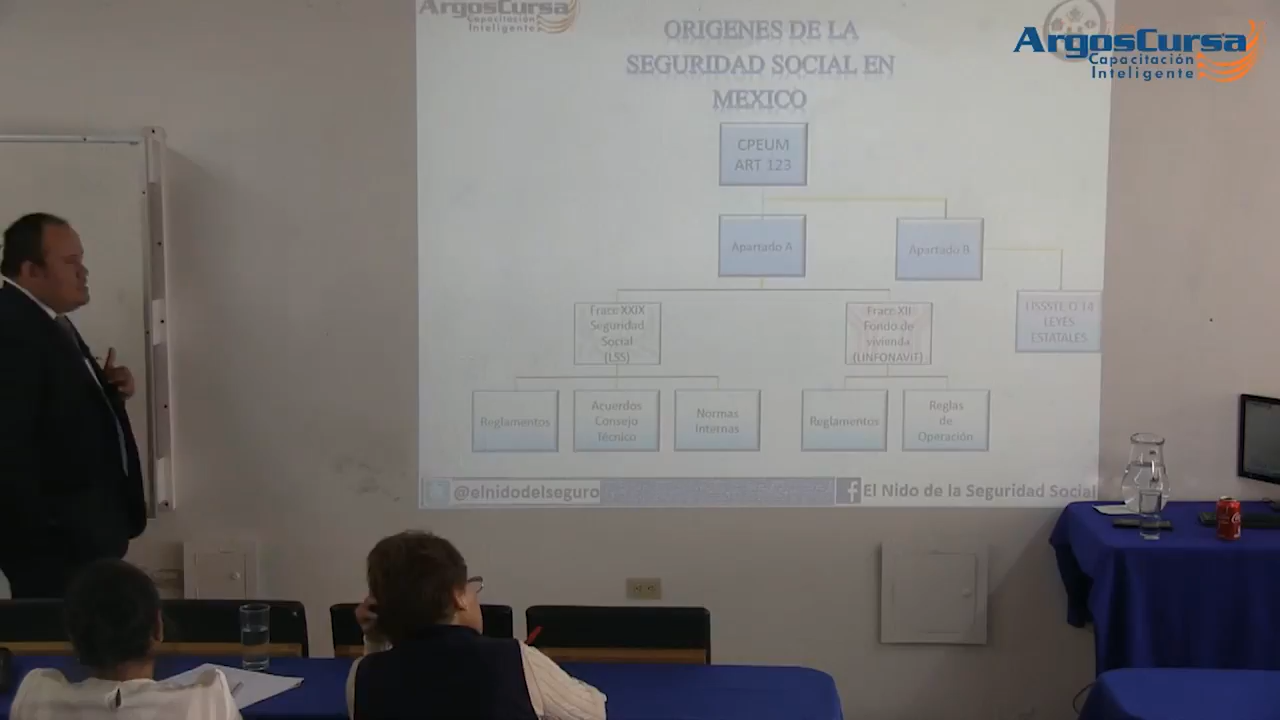 ArgosCursa
Capacitación
Inteligente
ORIGENES DE LA
SEGURIDAD SOCIAL EN
MEXICO
ArgosCursa
Capacitación
Inteligente
CPEUM
ART 123
Apartado A
Apartado B
Fracc XXIX
Seguridad
Social
(LSS)
Fracc XII
Fondo de
vivienda
(LINFONAVIT)
LISSSTE O 14
LEYES
ESTATALES
Reglamentos
Acuerdos
Consejo
Técnico
Normas
Internas
Reglamentos
Reglas
de
Operación
@elnidodelseguro
El Nido de la Seguridad Social